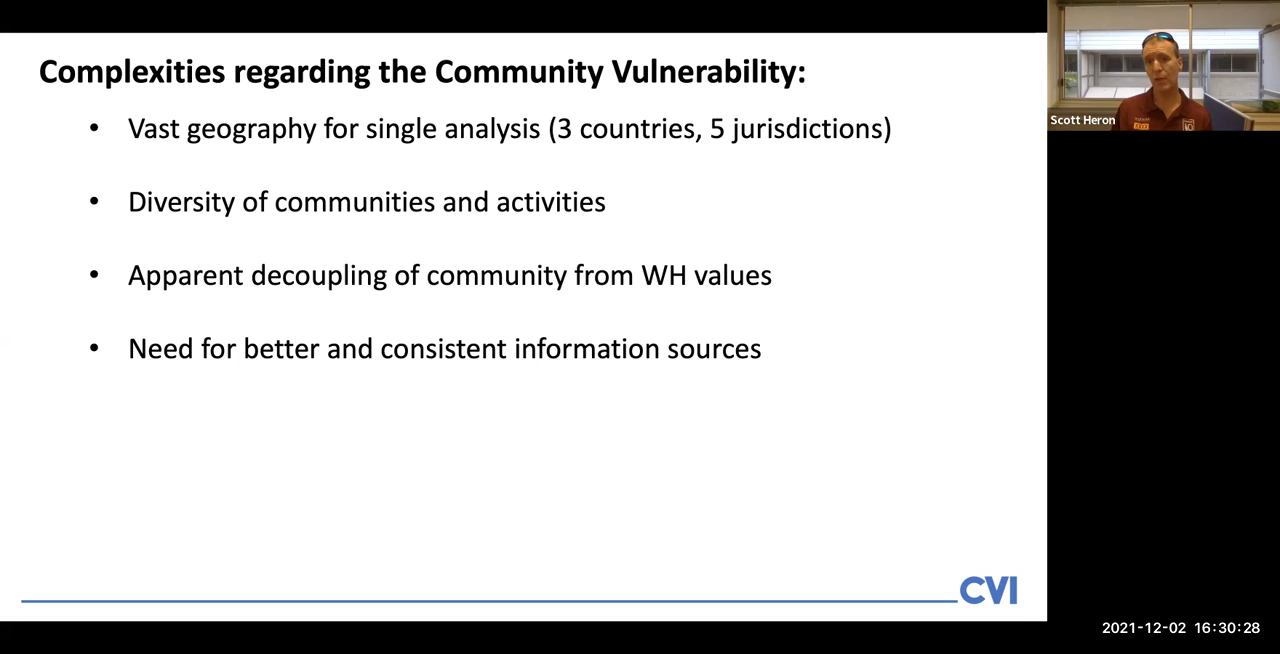 Complexities regarding the Community Vulnerability:
• Vast geography for single analysis (3 countries, 5 jurisdictions)
• Diversity of communities and activities
• Apparent decoupling of community from WH values
• Need for better and consistent information sources
CVI
Scott Heron
2021-12-02 16:30:28